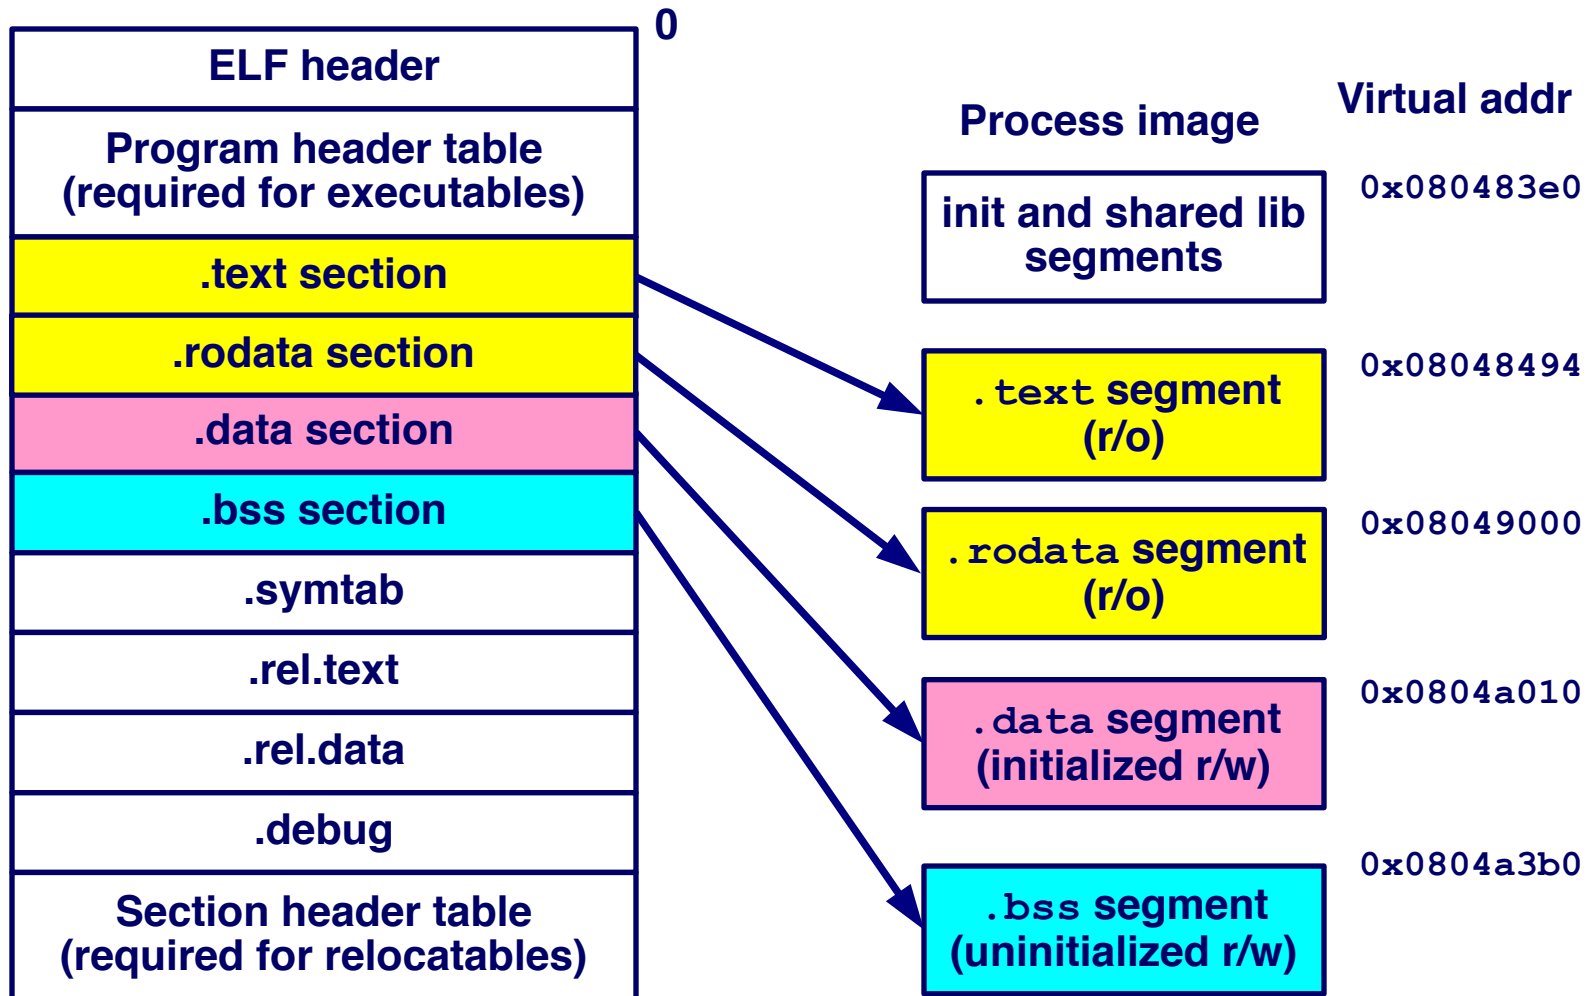 0
ELF header
Program header table
(required for executables)
.text section
.rodata section
.data section
.bss section
.symtab
.rel.text
.rel.data
.debug
Section header table
(required for relocatables)
Process image
Virtual addr
init and shared lib
segments
0x080483e0
.text segment
(r/o)
0x08048494
.rodata segment
(r/o)
0x08049000
.data segment
(initialized r/w)
0x0804a010
.bss segment
(uninitialized r/w)
0x0804a3b0